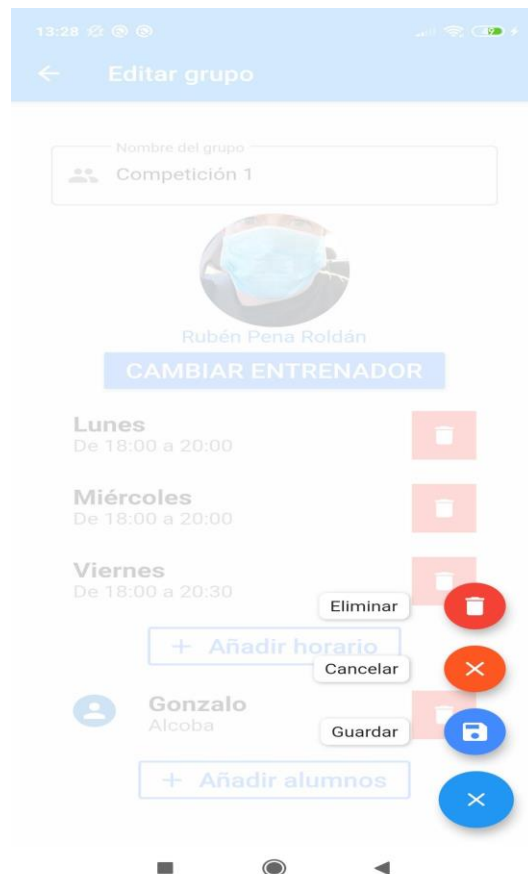 13:28
Editar grupo
Nombre del grupo
Competición 1
Rubén Pena Roldán
CAMBIAR ENTRENADOR
Lunes
De 18:00 a 20:00
Miércoles
De 18:00 a 20:00
Viernes
De 18:00 a 20:30
Eliminar
+ Añadir horario
Cancelar
Gonzalo
Alcoba
Guardar
+ Añadir alumnos